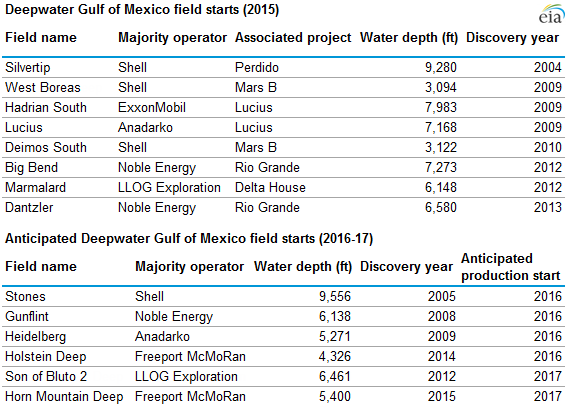 Deepwater Gulf of Mexico field starts (2015)
eia
Field name Majority operator Associated project Water depth (ft) Discovery year
Silvertip Shell Perdido 9,280 2004
West Boreas Shell Mars B 3,094 2009
Hadrian South ExxonMobil Lucius 7,983 2009
Lucius Anadarko Lucius 7,168 2009
Deimos South Shell Mars B 3,122 2010
Big Bend Noble Energy Rio Grande 7,273 2012
Marmalard LLOG Exploration Delta House 6,148 2012
Dantzler Noble Energy Rio Grande 6,580 2013
Anticipated Deepwater Gulf of Mexico field starts (2016-17)
Anticipated
Field name Majority operator Water depth (ft) Discovery year production start
Stones Shell 9,556 2005 2016
Gunflint Noble Energy 6,138 2008 2016
Heidelberg Anadarko 5,271 2009 2016
Holstein Deep Freeport McMoRan 4,326 2014 2016
Son of Bluto 2 LLOG Exploration 6,461 2012 2017
Horn Mountain Deep Freeport McMoRan 5,400 2015 2017